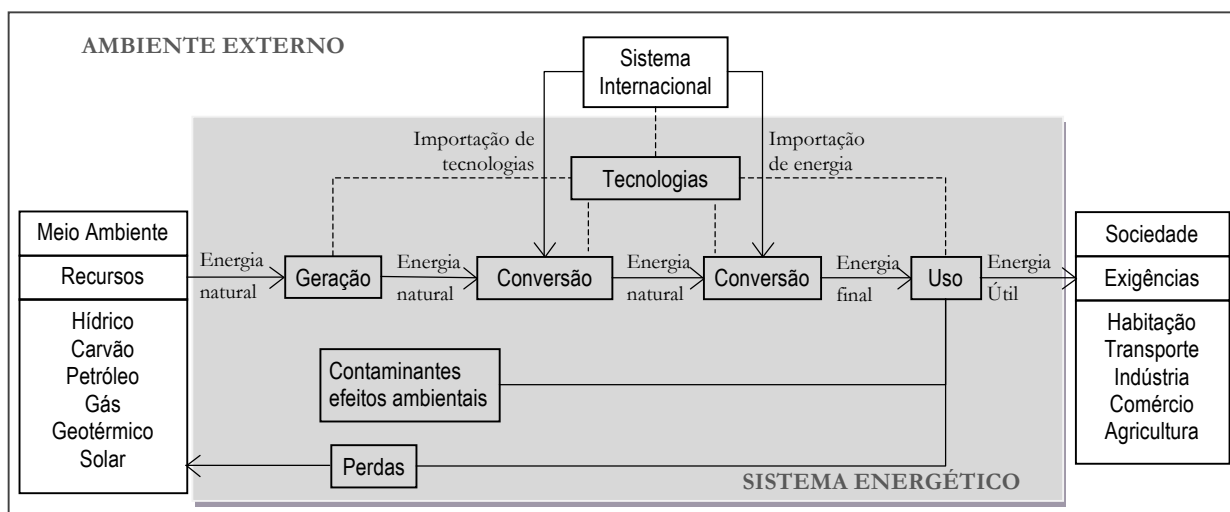 AMBIENTE EXTERNO
Sistema
Internacional
Importação de
tecnologias
Importação
de energia
Tecnologias
Meio Ambiente
Recursos
Hídrico
Carvão
Petróleo
Gás
Geotérmico
Solar
Energia
natural
Geração
Energia
natural
Conversão
Energia
natural
Conversão
Energia
final
Uso
Energia
Útil
Sociedade
Exigências
Habitação
Transporte
Indústria
Comércio
Agricultura
Contaminantes
efeitos ambientais
Perdas
SISTEMA ENERGÉTICO